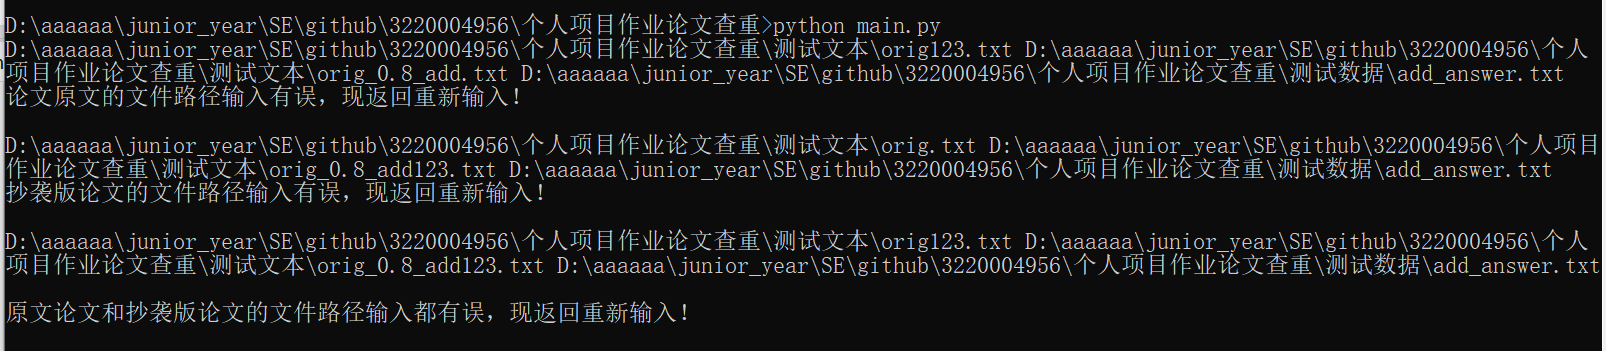 D:\aaaaaa\junior_year\SE\github\3220004956\个人项目作业论文查重>python main.py
D:\aaaaaa\junior_year\SE\github\3220004956\个人项目作业论文查重\测试文本\orig123.txt D:\aaaaaa\junior_year\SE\github\3220004956\个人
项目作业论文查重\测试文本\orig_0.8_add.txt D:\aaaaaa\junior_year\SE\github\3220004956\个人项目作业论文查重\测试数据\add_answer.txt
论文原文的文件路径输入有误，现返回重新输入！
D:\aaaaaa\junior_year\SE\github\3220004956\个人项目作业论文查重\测试文本\orig.txt D:\aaaaaa\junior_year\SE\github\3220004956\个人项目
作业论文查重\测试文本\orig_0.8_add123.txt D:\aaaaaa\junior_year\SE\github\3220004956\个人项目作业论文查重\测试数据\add_answer.txt
抄袭版论文的文件路径输入有误，现返回重新输入！
D:\aaaaaa\junior_year\SE\github\3220004956\个人项目作业论文查重\测试文本\orig123.txt D:\aaaaaa\junior_year\SE\github\3220004956\个人
项目作业论文查重\测试文本\orig_0.8_add123.txt D:\aaaaaa\junior_year\SE\github\3220004956\个人项目作业论文查重\测试数据\add_answer.txt
原文论文和抄袭版论文的文件路径输入都有误，现返回重新输入！